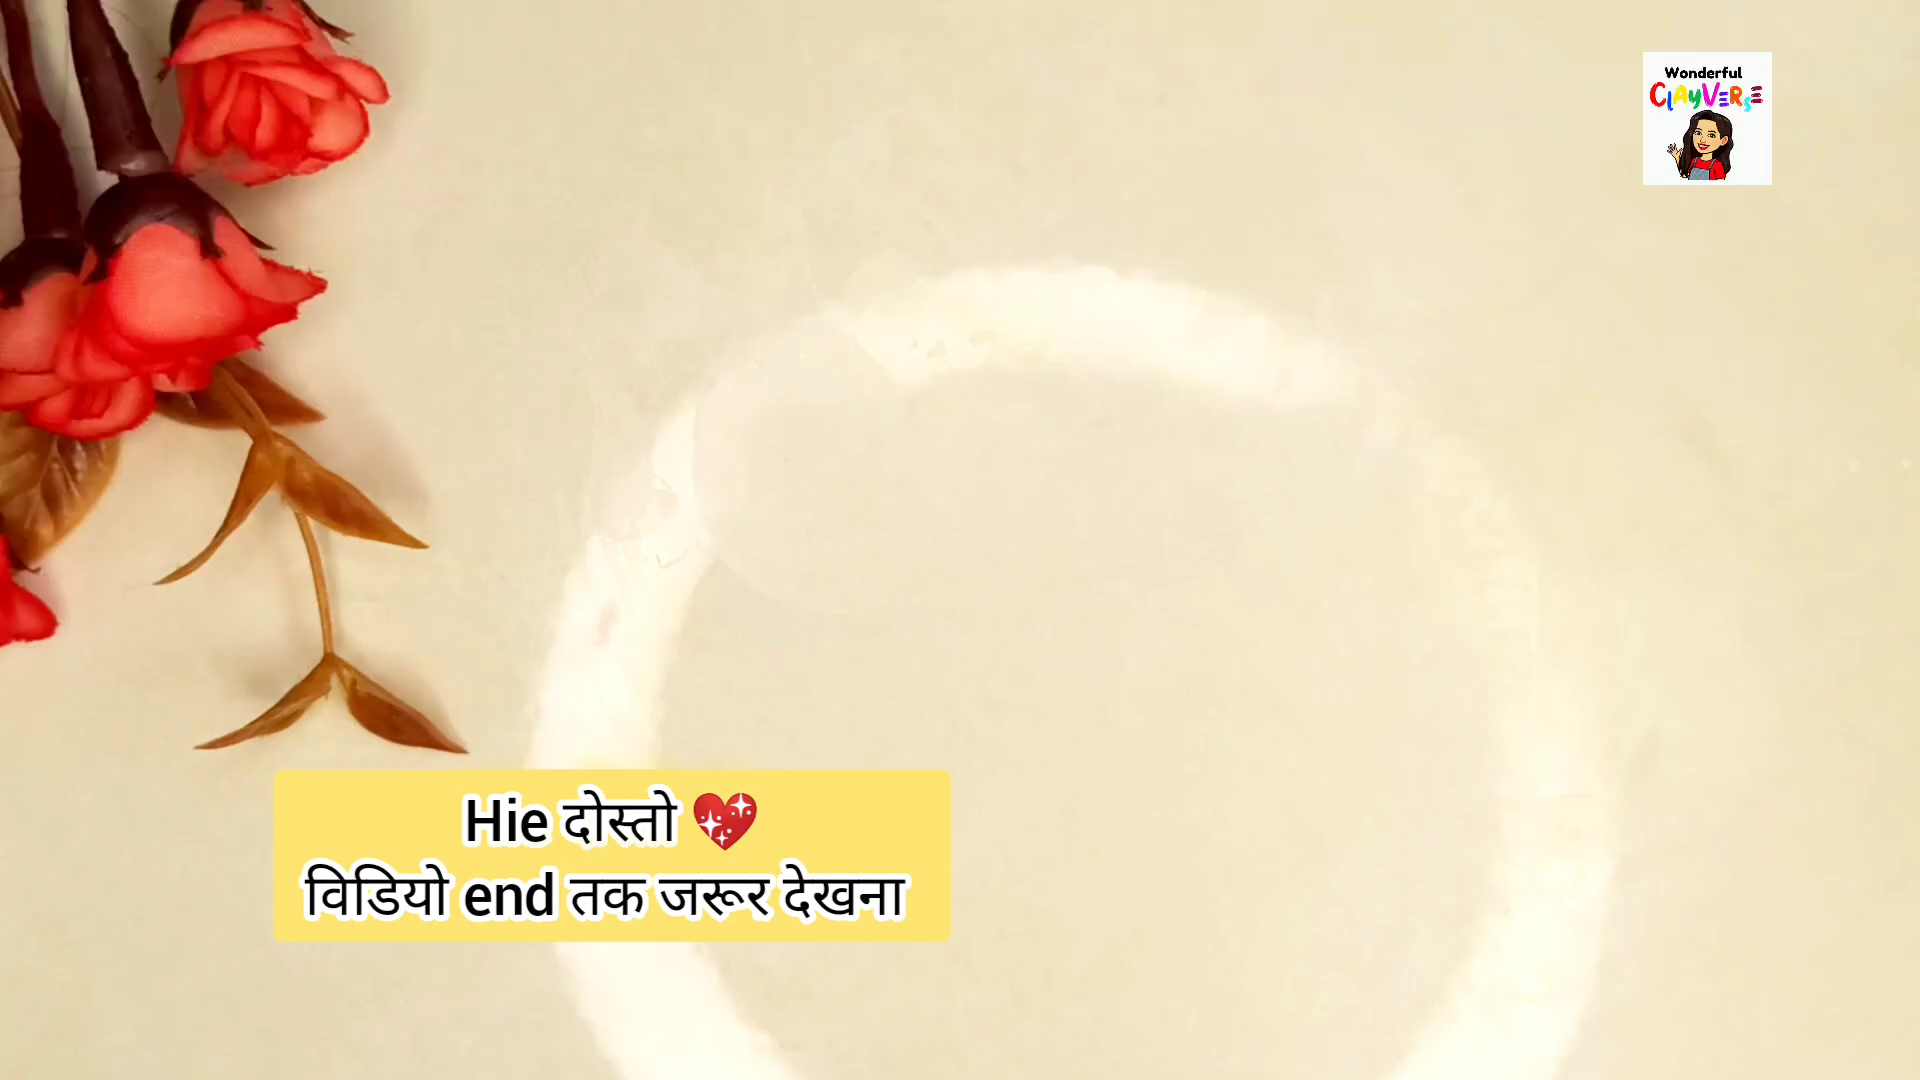 Wonderful
ClAyVERsE
Hie दोस्तो 💖
विडियो end तक जरूर देखना